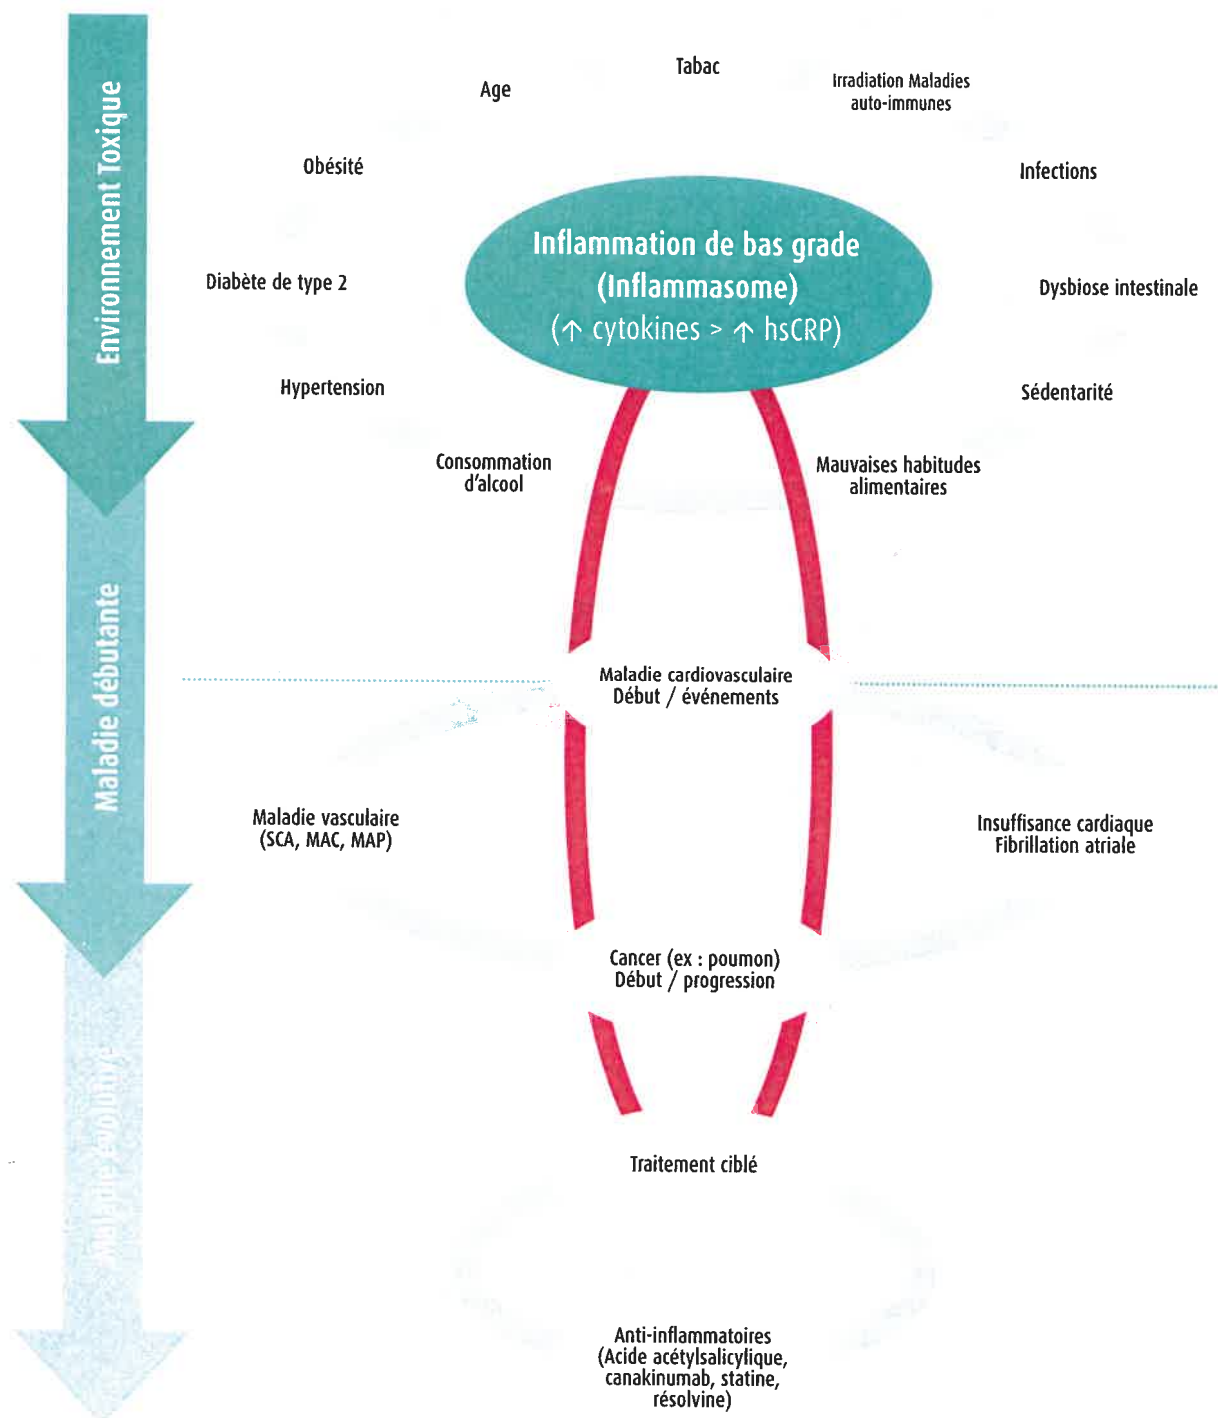 Tabac
Age
Irradiation Maladies
auto-immunes
Obésité
Infections
Inflammation de bas grade
(Inflammasome)
(↑ cytokines > ↑ hsCRP)
Diabète de type 2
Dysbiose intestinale
Hypertension
Sédentarité
Consommation
d'alcool
Mauvaises habitudes
alimentaires
Environnement Toxique
Maladie débutante
Maladie cardiovasculaire
Début / événements
Maladie vasculaire
(SCA, MAC, MAP)
Insuffisance cardiaque
Fibrillation atriale
Cancer (ex : poumon)
Début / progression
Maladie évolutive
Traitement ciblé
Anti-inflammatoires
(Acide acétylsalicylique,
canakinumab, statine,
résolvine)